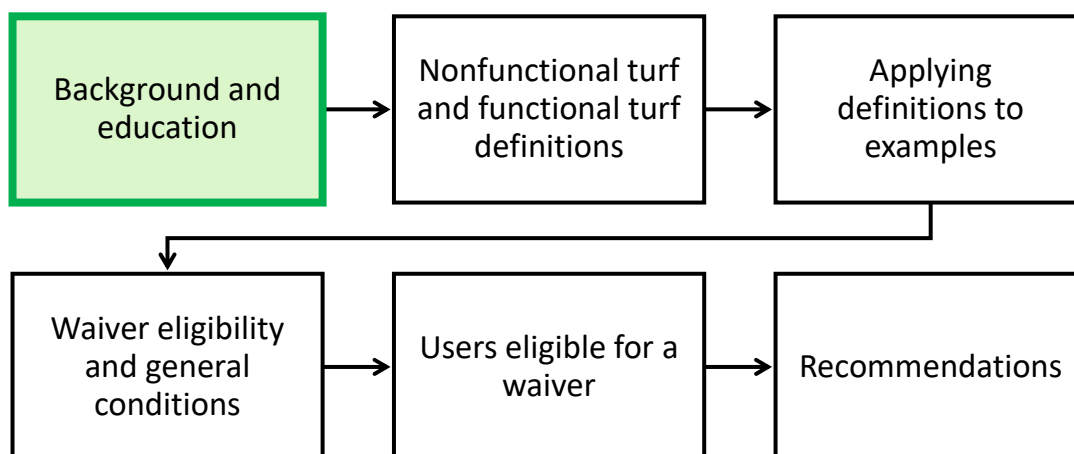 Background and
education
Nonfunctional turf
and functional turf
definitions
Applying
definitions to
examples
Waiver eligibility
and general
conditions
Users eligible for a
waiver
Recommendations